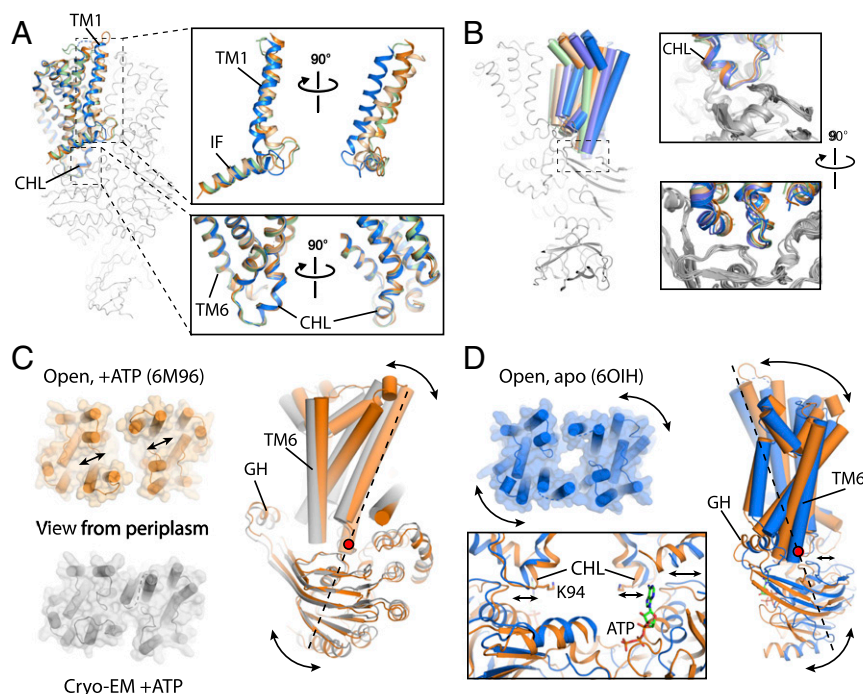 A
TM1
CHL
TM1
90°
IF
90°
TM6
CHL
B
CHL
90°
C
Open, +ATP (6M96)
View from periplasm
Cryo-EM +ATP
TM6
GH
D
Open, apo (6OIH)
CHL
K94
ATP
TM6
GH